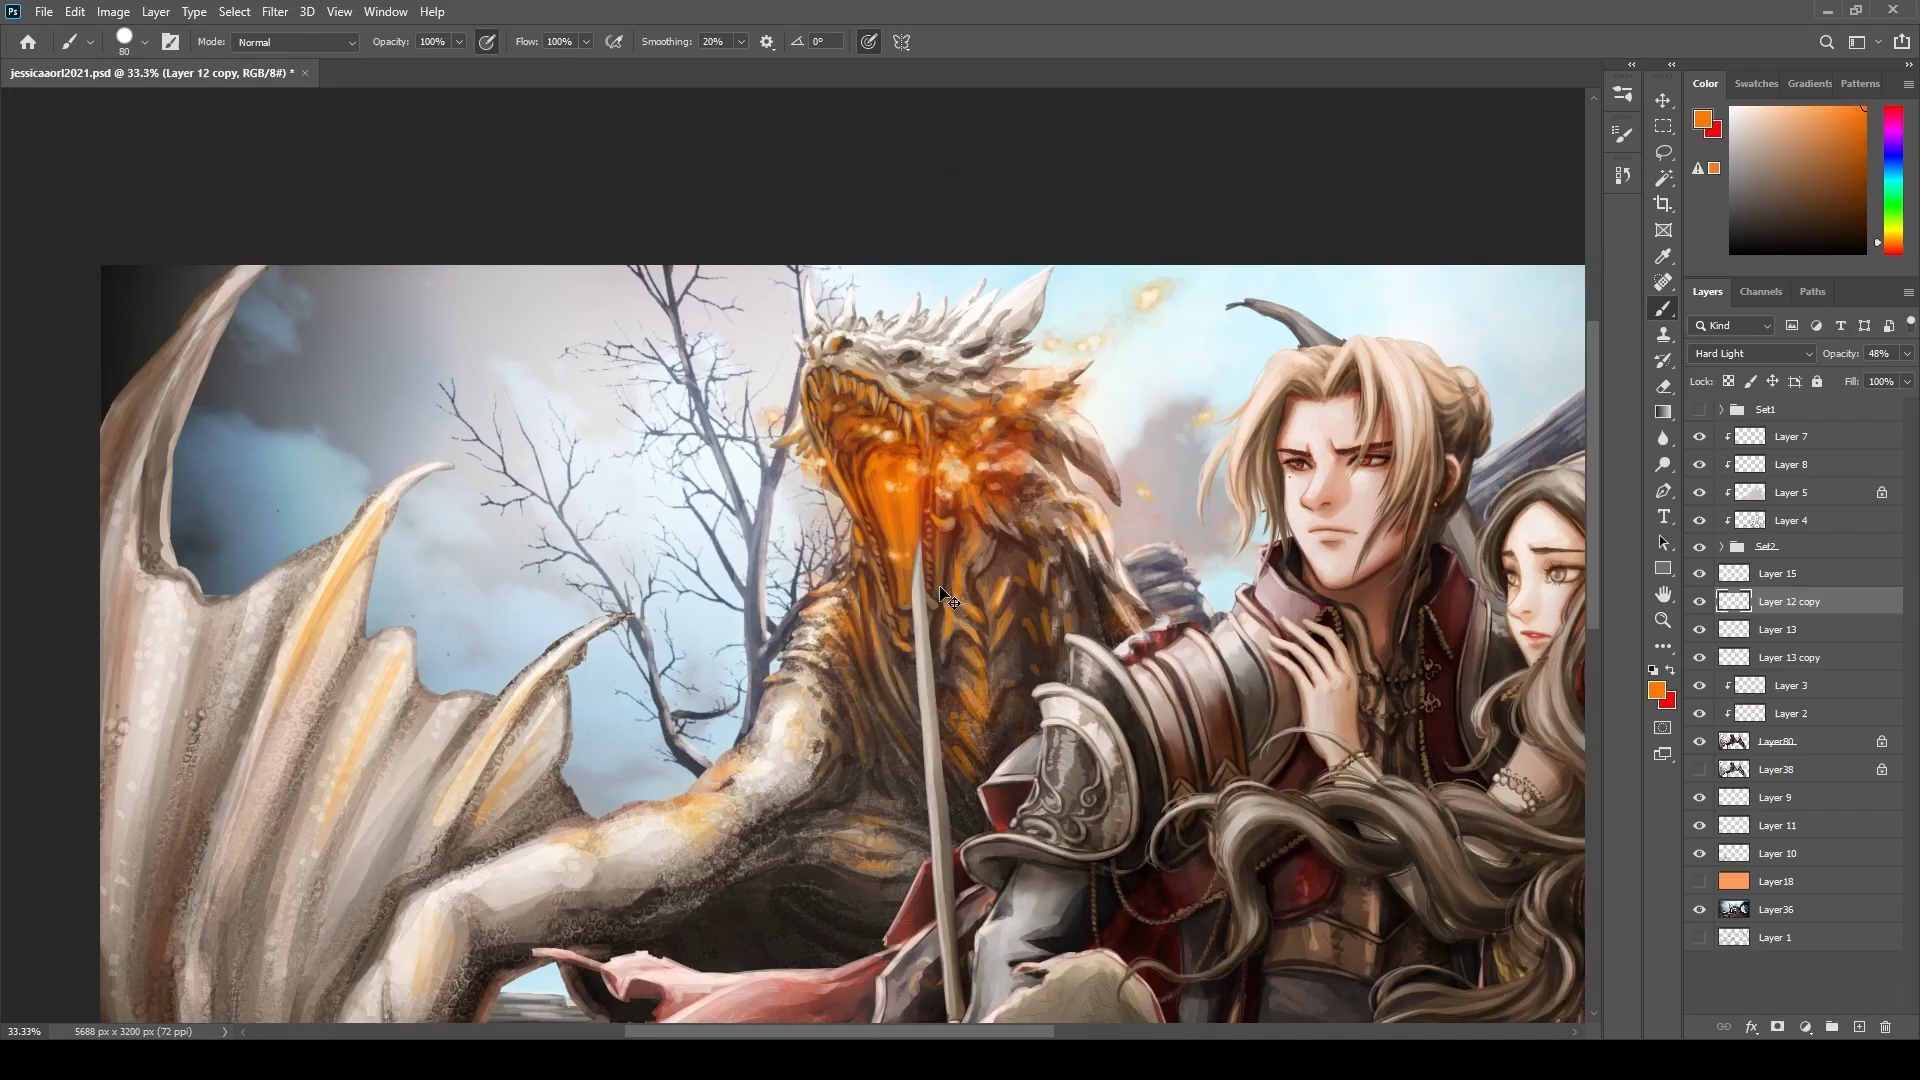 Ps File Edit Image Layer Type Select Filter 3D View Window Help
80 Mode: Normal Opacity: 100% Flow: 100% Smoothing: 20% 0°
jessicaaorl2021.psd @ 33.3% (Layer 12 copy, RGB/8#) *
Color Swatches Gradients Patterns
Layers Channels Paths
Kind
Hard Light Opacity: 48%
Lock: Fill: 100%
Set1
Layer 7
Layer 8
Layer 5
Layer 4
Set2
Layer 15
Layer 12 copy
Layer 13
Layer 13 copy
Layer 3
Layer 2
Layer80
Layer38
Layer 9
Layer 11
Layer 10
Layer18
Layer36
Layer 1
33.33% 5688 px x 3200 px (72 ppi)